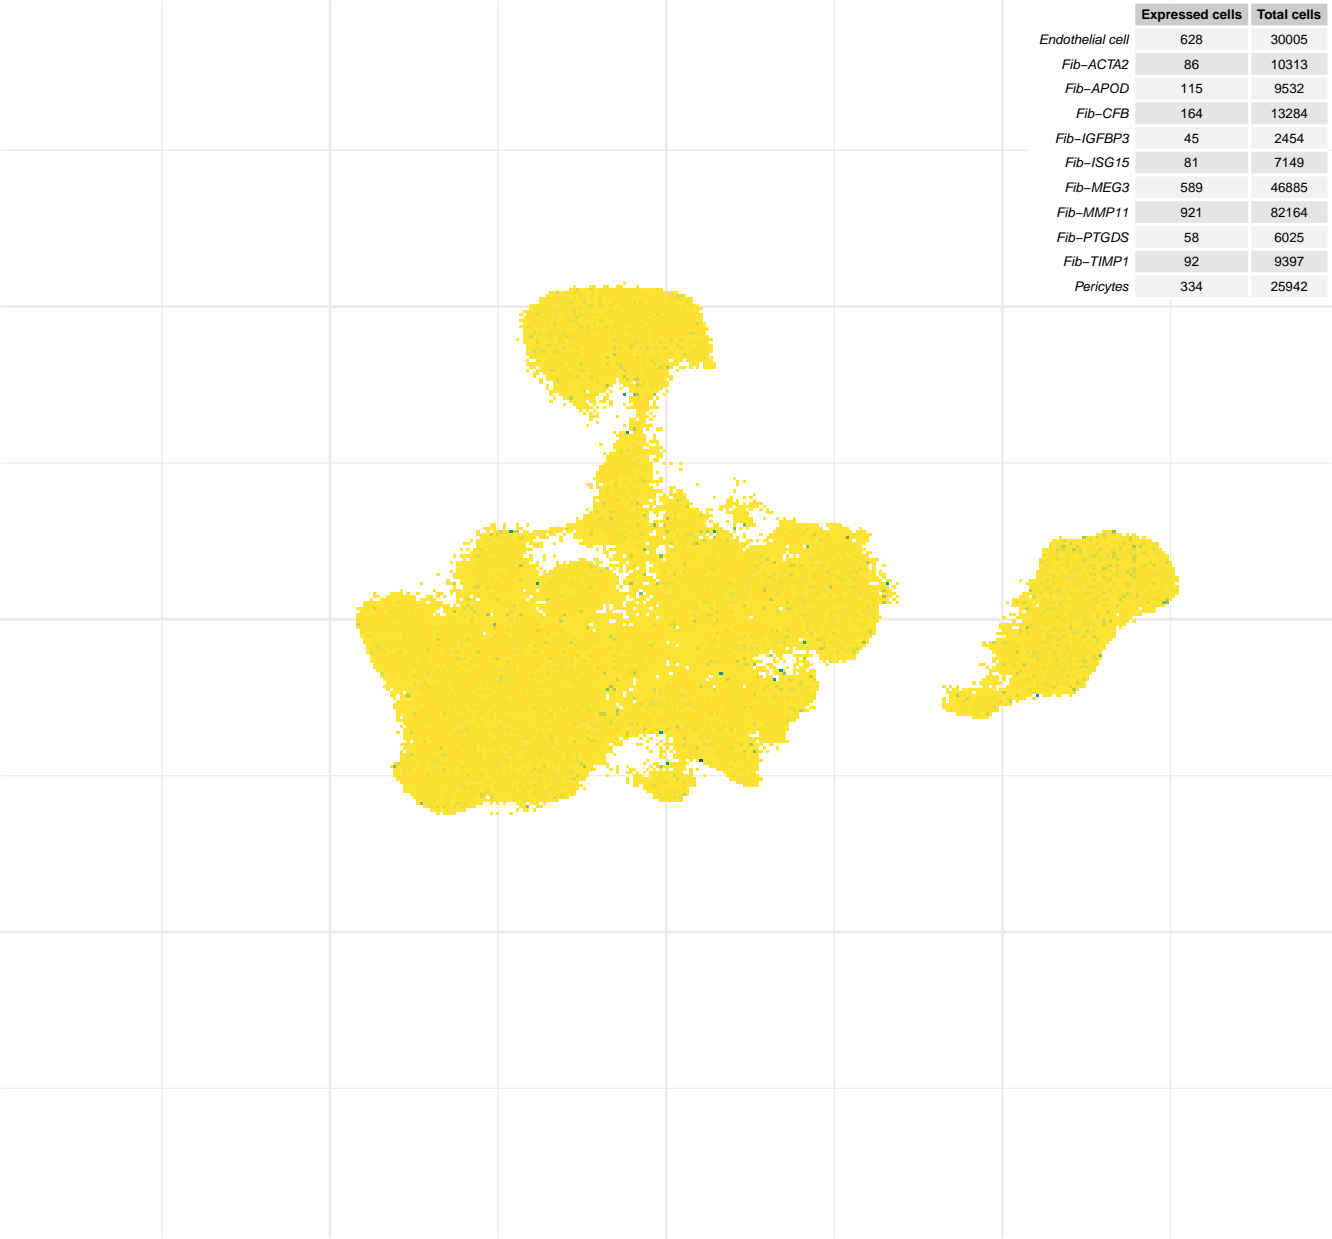 Expressed cells Total cells
Endothelial cell 628 30005
Fib−ACTA2 86 10313
Fib−APOD 115 9532
Fib−CFB 164 13284
Fib−IGFBP3 45 2454
Fib−ISG15 81 7149
Fib−MEG3 589 46885
Fib−MMP11 921 82164
Fib−PTGDS 58 6025
Fib−TIMP1 92 9397
Pericytes 334 25942